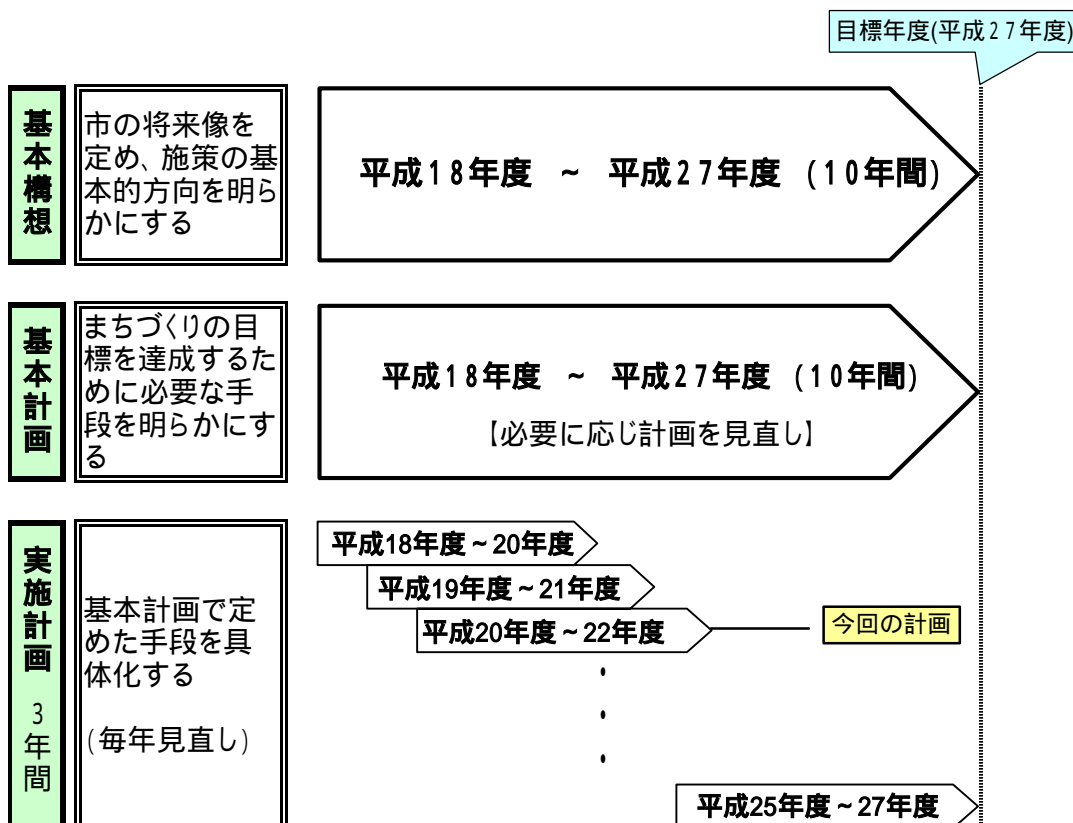 目標年度(平成27年度)
基本構想
市の将来像を
定め、施策の基
本的方向を明ら
かにする
平成18年度 ～ 平成27年度 (10年間)
基本計画
まちづくりの目
標を達成するた
めに必要な手
段を明らかにす
る
平成18年度 ～ 平成27年度 (10年間)
【必要に応じ計画を見直し】
実施計画 3年間
基本計画で定
めた手段を具
体化する
(毎年見直し)
平成18年度～20年度
平成19年度～21年度
平成20年度～22年度
今回の計画
・
・
・
平成25年度～27年度